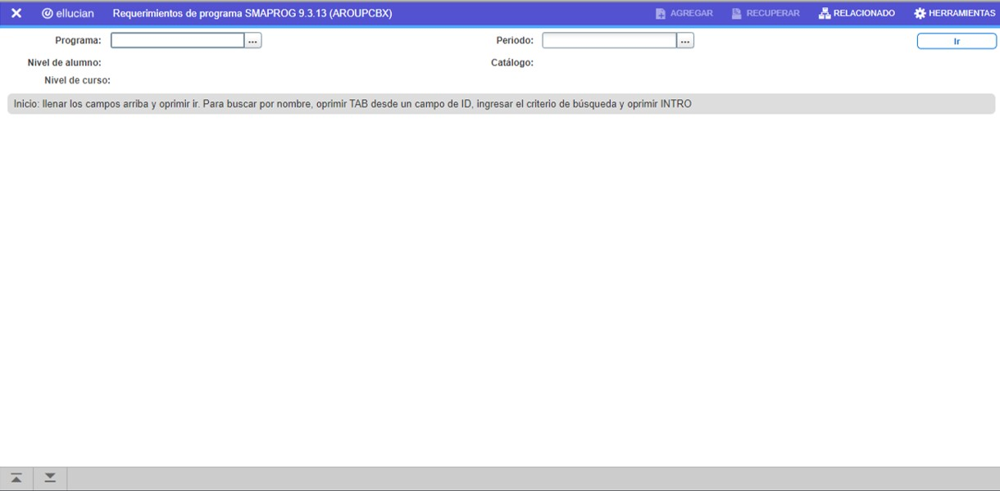 ellucian Requerimientos de programa SMAPROG 9.3.13 (AROUPCBX) AGREGAR RECUPERAR RELACIONADO HERRAMIENTAS
Programa: ... Periodo: ... Ir
Nivel de alumno: Catálogo:
Nivel de curso:
Inicio: llenar los campos arriba y oprimir ir. Para buscar por nombre, oprimir TAB desde un campo de ID, ingresar el criterio de búsqueda y oprimir INTRO